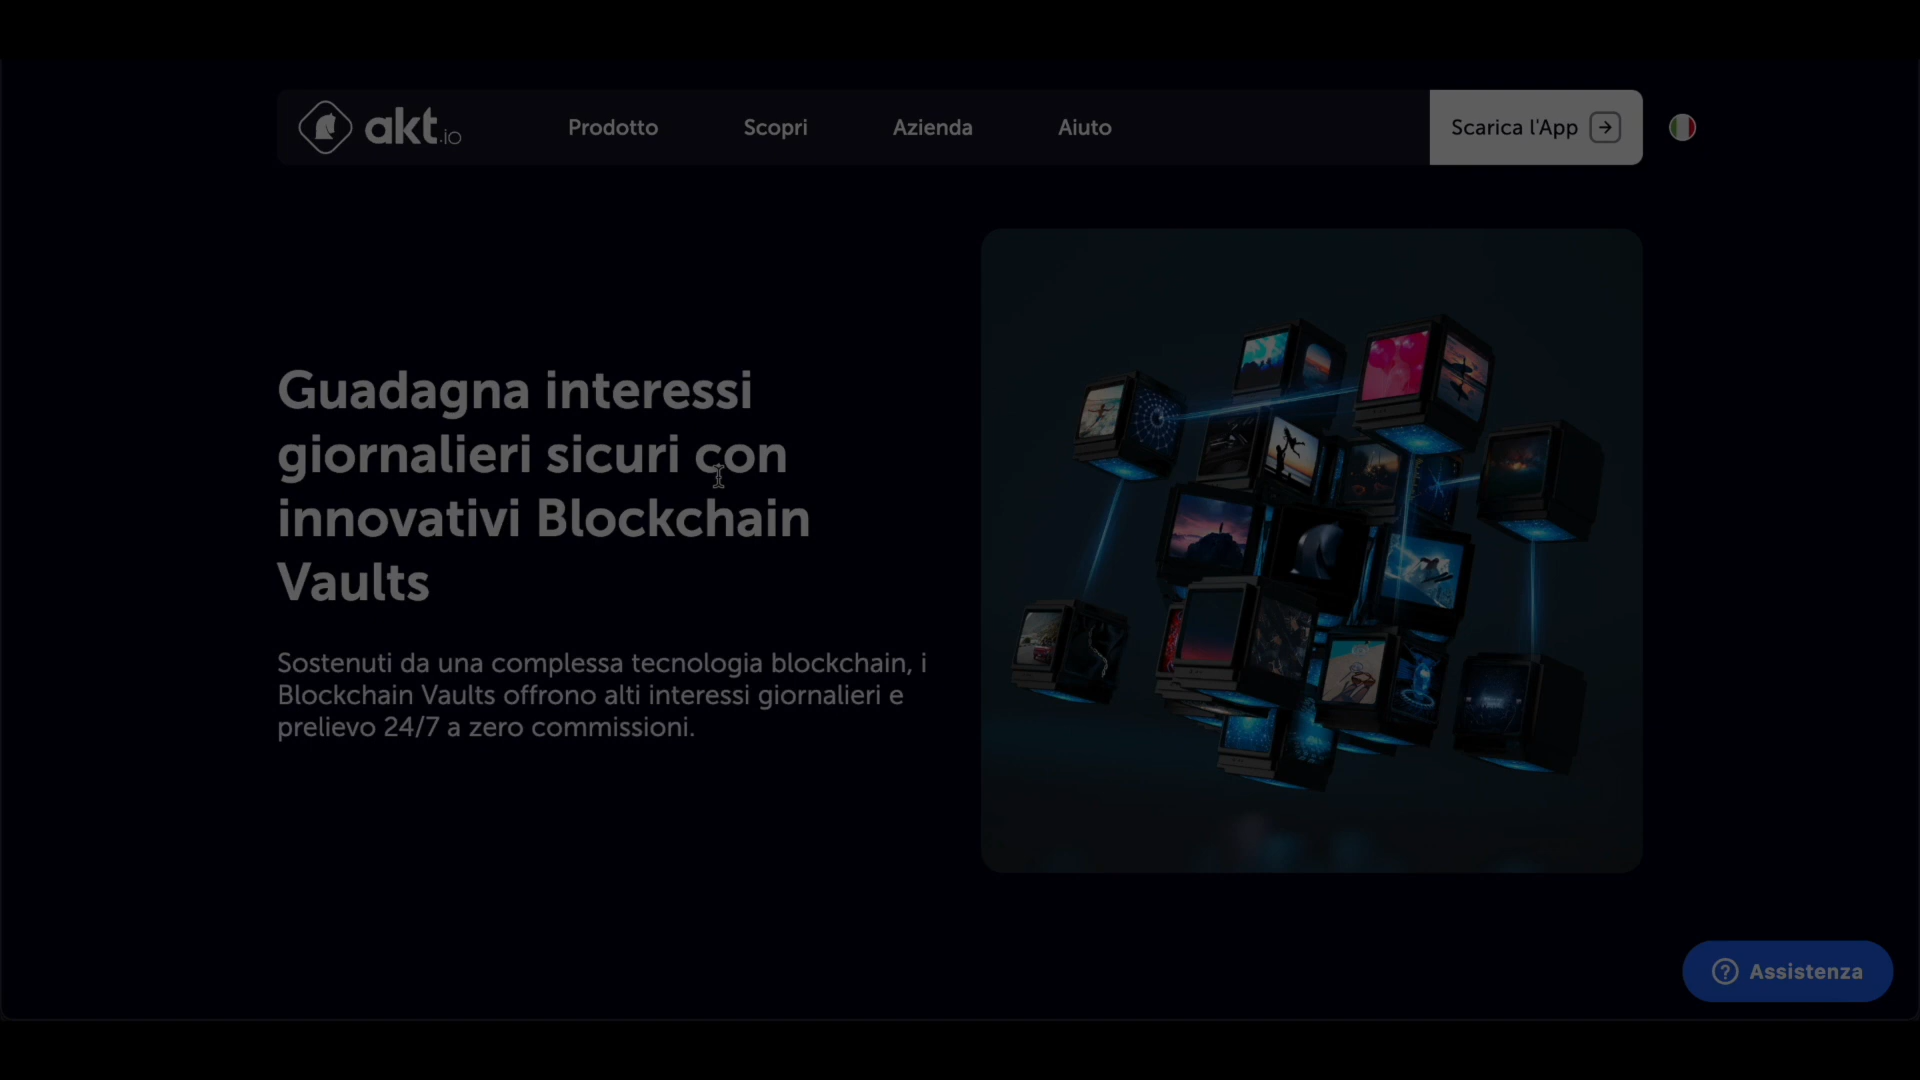 akt.io
Prodotto
Scopri
Azienda
Aiuto
Scarica l'App
Guadagna interessi
giornalieri sicuri con
innovativi Blockchain
Vaults
Sostenuti da una complessa tecnologia blockchain, i
Blockchain Vaults offrono alti interessi giornalieri e
prelievo 24/7 a zero commissioni.
Assistenza